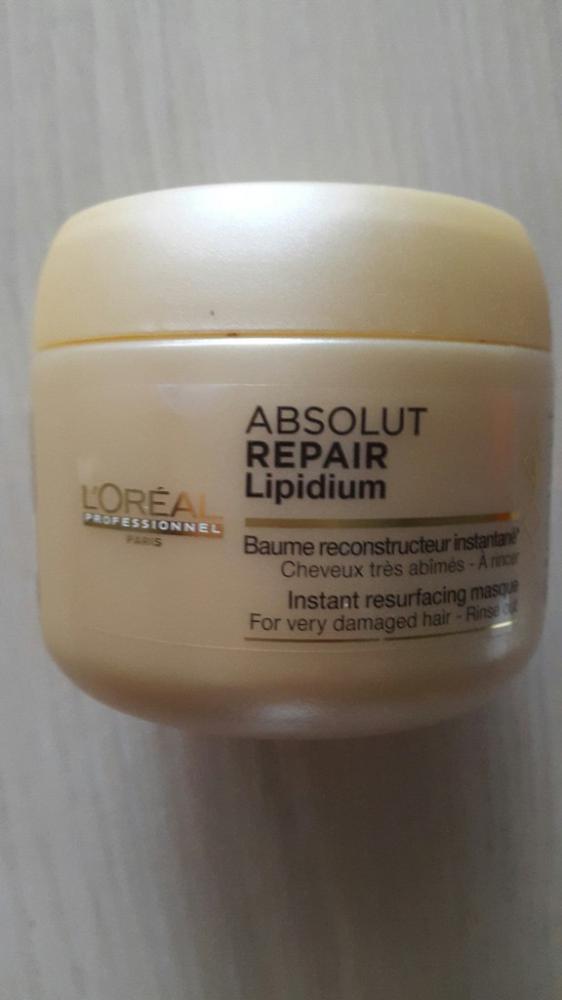 L'ORÉAL
PROFESSIONNEL
PARIS
ABSOLUT
REPAIR
Lipidium
Baume reconstructeur instantané*
Cheveux très abîmés - À rincer
Instant resurfacing masque
For very damaged hair - Rinse out